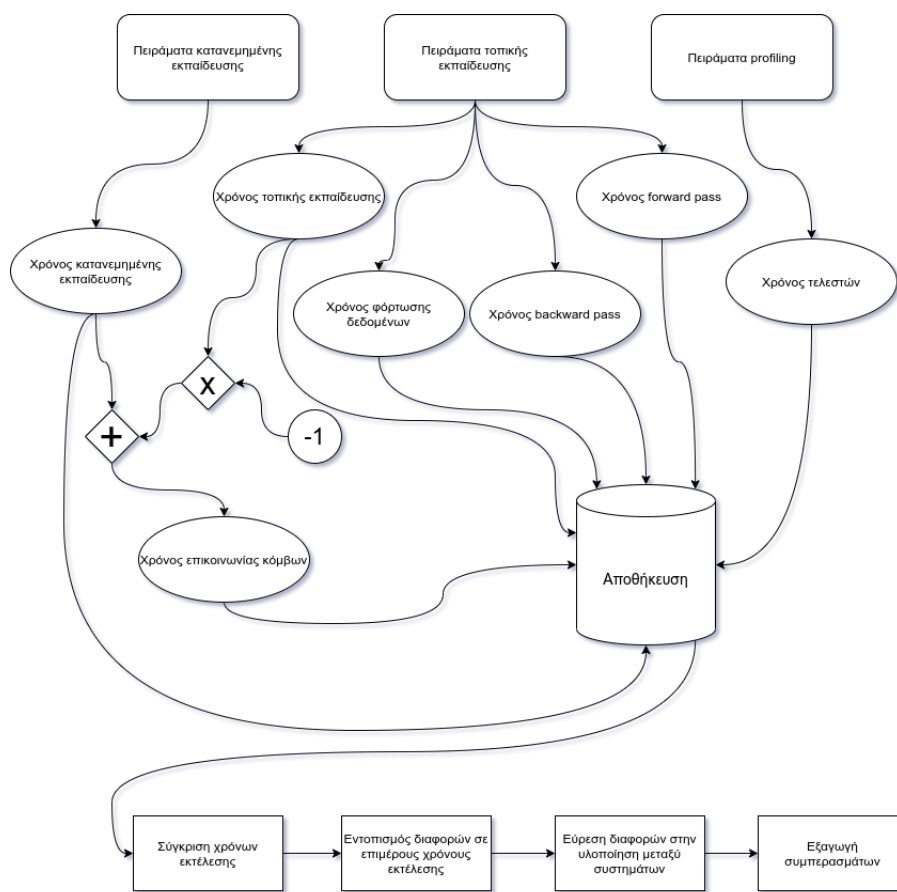 Πειράματα κατανεμημένης
εκπαίδευσης
Πειράματα τοπικής
εκπαίδευσης
Πειράματα profiling
Χρόνος τοπικής εκπαίδευσης
Χρόνος forward pass
Χρόνος κατανεμημένης
εκπαίδευσης
Χρόνος φόρτωσης
δεδομένων
Χρόνος backward pass
Χρόνος τελεστών
X
-1
+
Χρόνος επικοινωνίας κόμβων
Αποθήκευση
Σύγκριση χρόνων
εκτέλεσης
Εντοπισμός διαφορών σε
επιμέρους χρόνους
εκτέλεσης
Εύρεση διαφορών στην
υλοποίηση μεταξύ
συστημάτων
Εξαγωγή
συμπερασμάτων